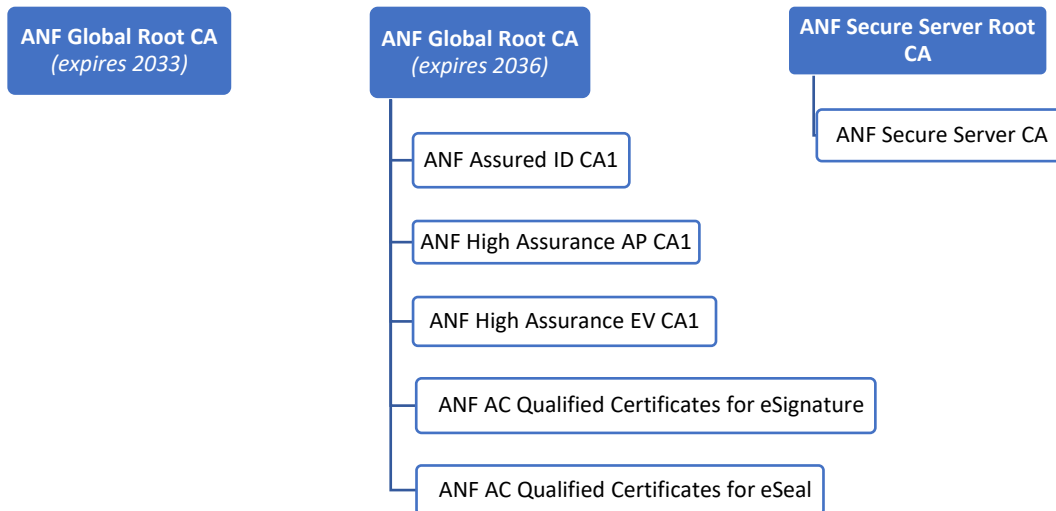 ANF Global Root CA
(expires 2033)
ANF Global Root CA
(expires 2036)
ANF Secure Server Root
CA
ANF Secure Server CA
ANF Assured ID CA1
ANF High Assurance AP CA1
ANF High Assurance EV CA1
ANF AC Qualified Certificates for eSignature
ANF AC Qualified Certificates for eSeal